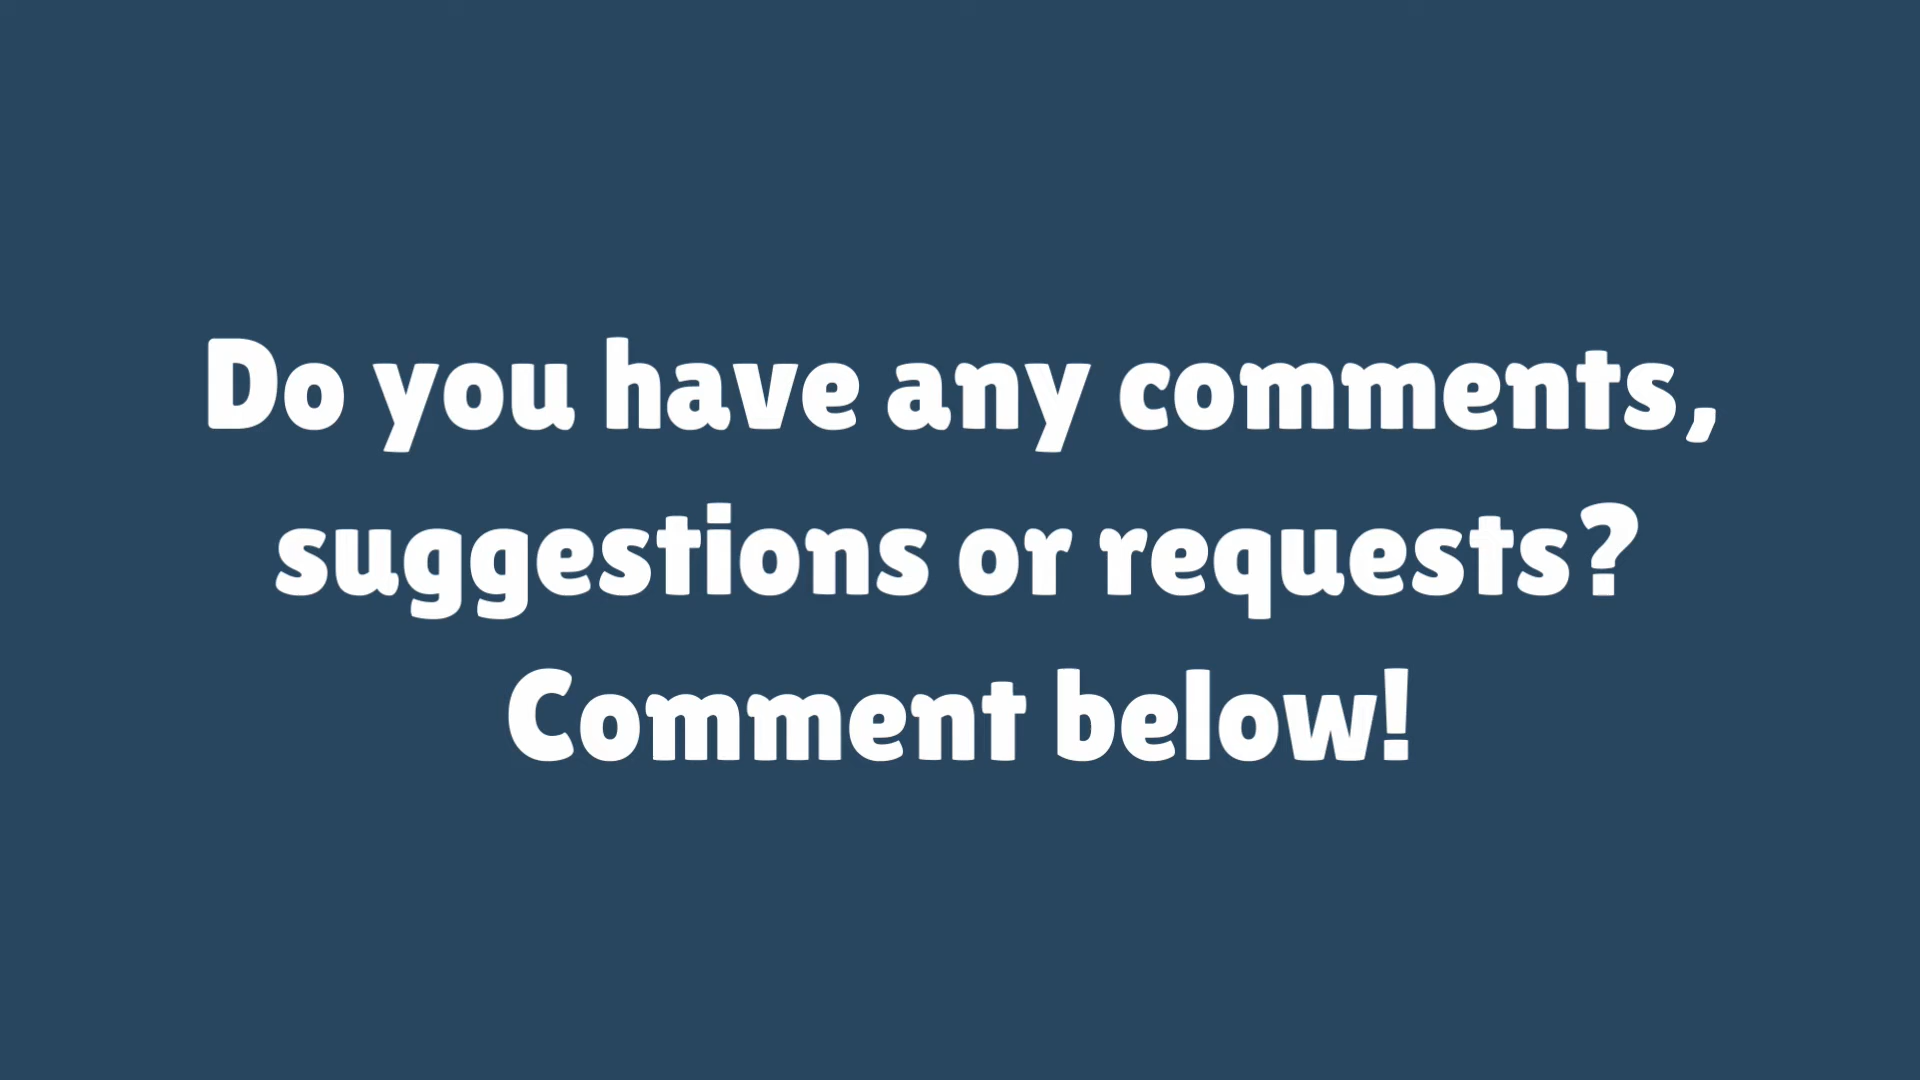 Do you have any comments,
suggestions or requests?
Comment below!